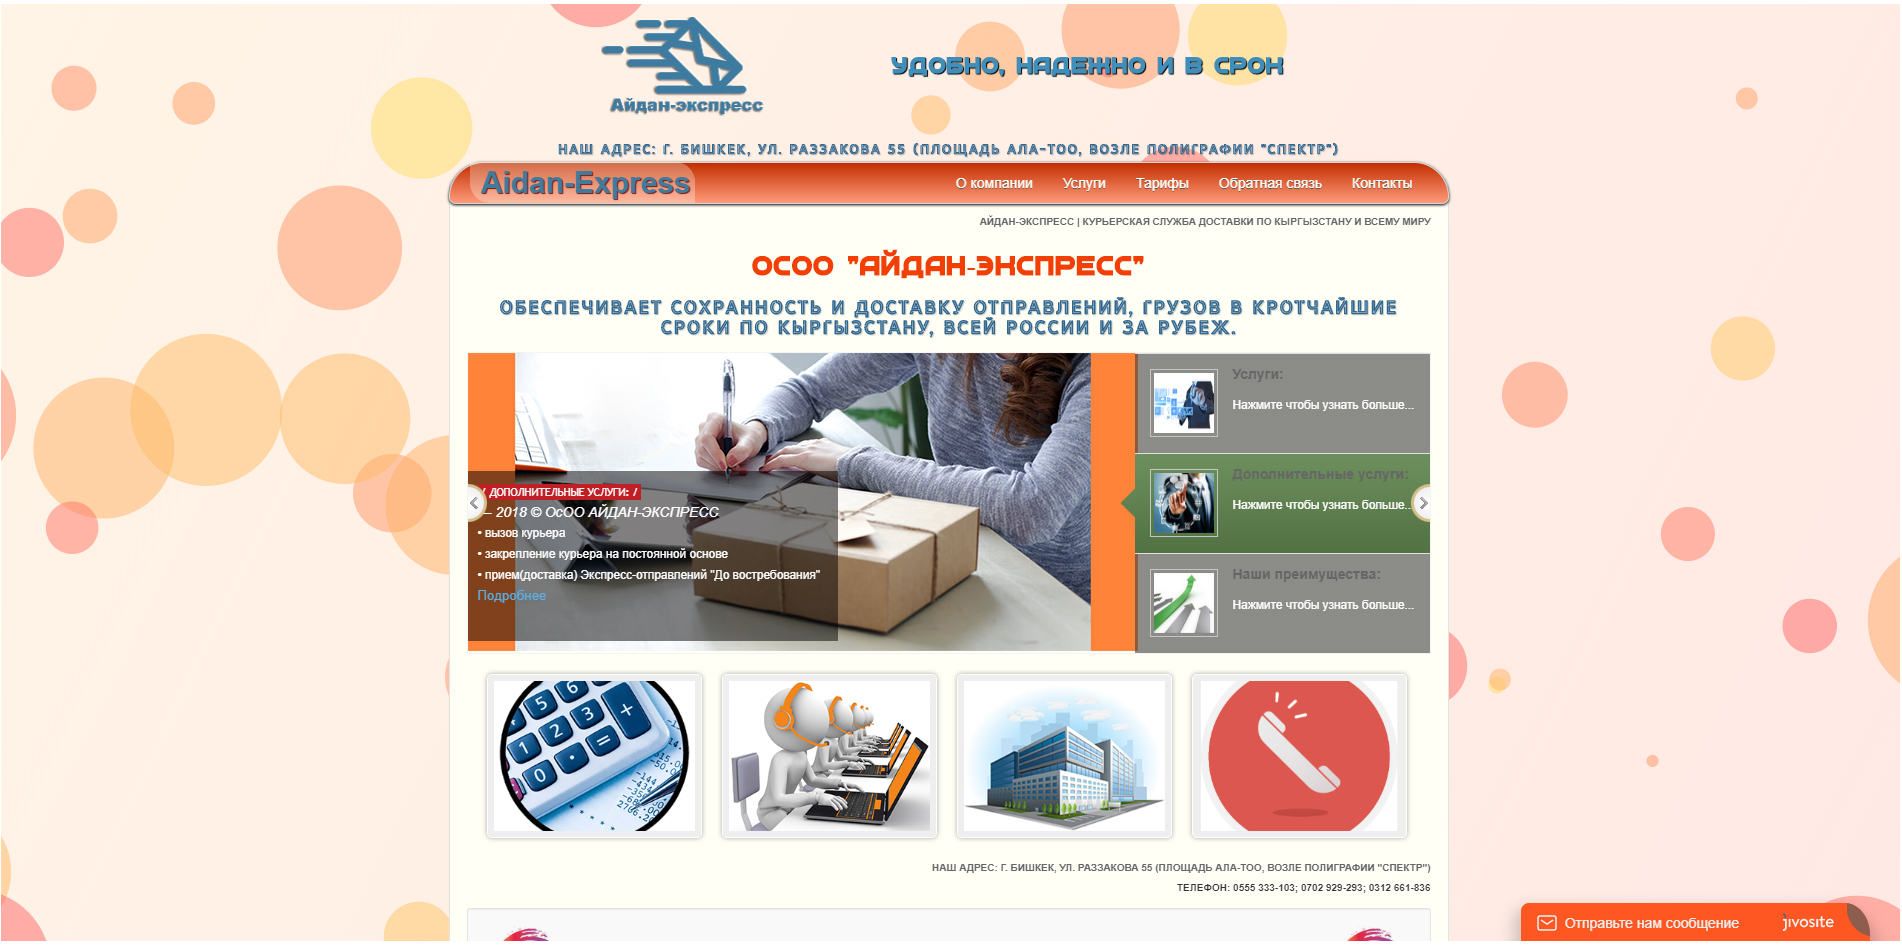 Айдан-экспресс
УДОБНО, НАДЕЖНО И В СРОК
НАШ АДРЕС: Г. БИШКЕК, УЛ. РАЗЗАКОВА 55 (ПЛОЩАДЬ АЛА-ТОО, ВОЗЛЕ ПОЛИГРАФИИ "СПЕКТР")
Aidan-Express
О компании Услуги Тарифы Обратная связь Контакты
АЙДАН-ЭКСПРЕСС | КУРЬЕРСКАЯ СЛУЖБА ДОСТАВКИ ПО КЫРГЫЗСТАНУ И ВСЕМУ МИРУ
ОСОО "АЙДАН-ЭКСПРЕСС"
ОБЕСПЕЧИВАЕТ СОХРАННОСТЬ И ДОСТАВКУ ОТПРАВЛЕНИЙ, ГРУЗОВ В КРОТЧАЙШИЕ
СРОКИ ПО КЫРГЫЗСТАНУ, ВСЕЙ РОССИИ И ЗА РУБЕЖ.
/ ДОПОЛНИТЕЛЬНЫЕ УСЛУГИ: /
– 2018 © ОсОО АЙДАН-ЭКСПРЕСС
• вызов курьера
• закрепление курьера на постоянной основе
• прием(доставка) Экспресс-отправлений "До востребования"
Подробнее
Услуги:
Нажмите чтобы узнать больше...
Дополнительные услуги:
Нажмите чтобы узнать больше...
Наши преимущества:
Нажмите чтобы узнать больше...
НАШ АДРЕС: Г. БИШКЕК, УЛ. РАЗЗАКОВА 55 (ПЛОЩАДЬ АЛА-ТОО, ВОЗЛЕ ПОЛИГРАФИИ "СПЕКТР")
ТЕЛЕФОН: 0555 333-103; 0702 929-293; 0312 661-836
Отправьте нам сообщение jivosite